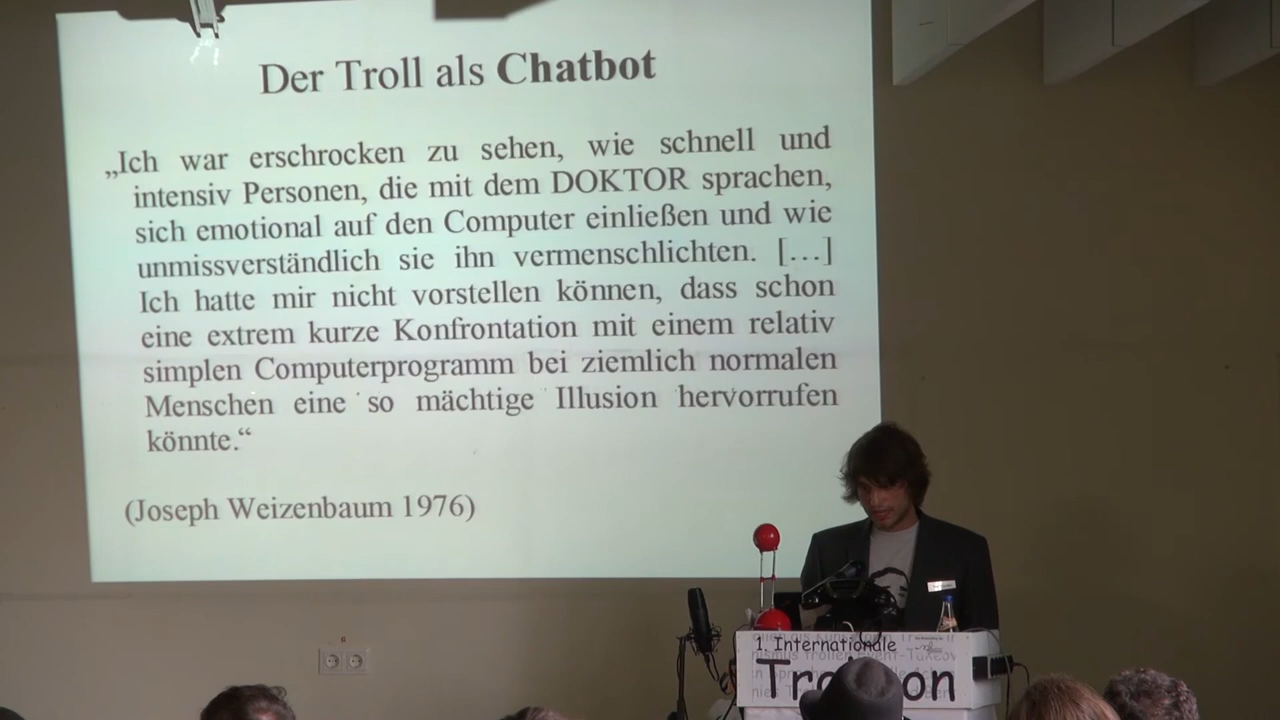 Der Troll als Chatbot
„Ich war erschrocken zu sehen, wie schnell und
intensiv Personen, die mit dem DOKTOR sprachen,
sich emotional auf den Computer einließen und wie
unmissverständlich sie ihn vermenschlichten. […]
Ich hatte mir nicht vorstellen können, dass schon
eine extrem kurze Konfrontation mit einem relativ
simplen Computerprogramm bei ziemlich normalen
Menschen eine so mächtige Illusion hervorrufen
könnte.“
(Joseph Weizenbaum 1976)
1. Internationale